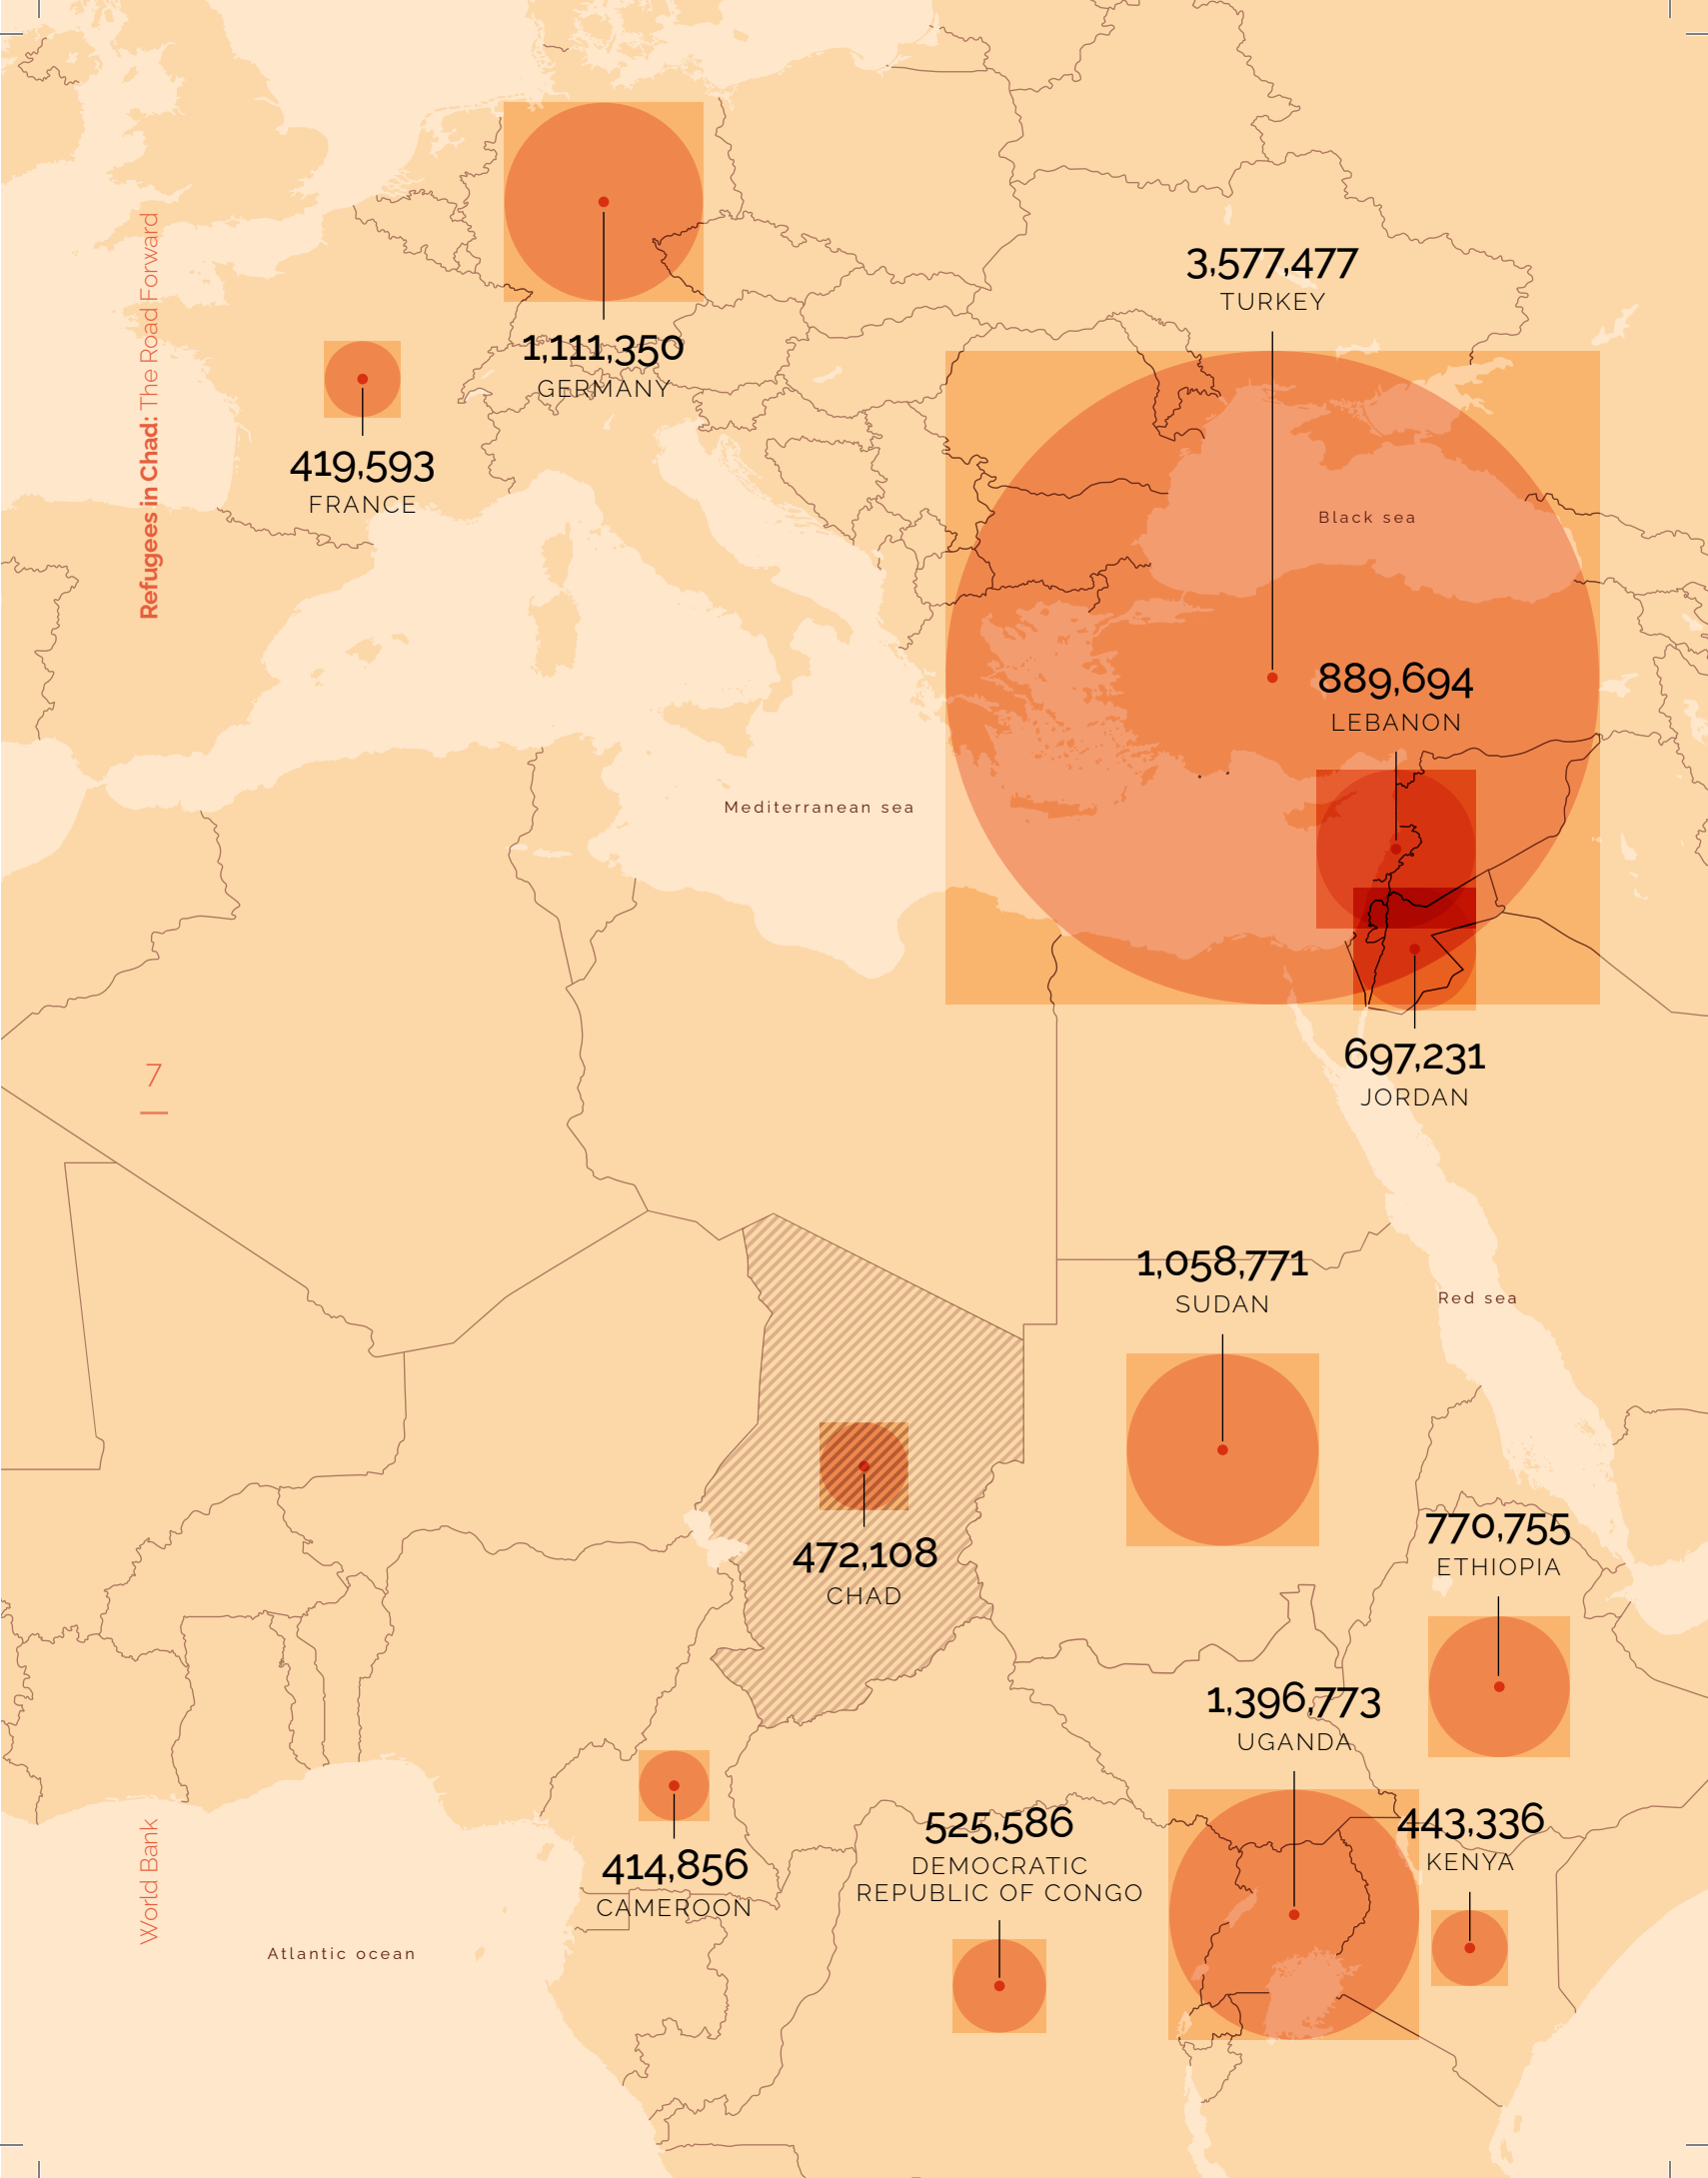 Refugees in Chad: The Road Forward
1,111,350
GERMANY
3,577,477
TURKEY
419,593
FRANCE
Black sea
889,694
LEBANON
Mediterranean sea
697,231
JORDAN
7
1,058,771
SUDAN
Red sea
472,108
CHAD
770,755
ETHIOPIA
1,396,773
UGANDA
414,856
CAMEROON
525,586
DEMOCRATIC
REPUBLIC OF CONGO
443,336
KENYA
World Bank
Atlantic ocean